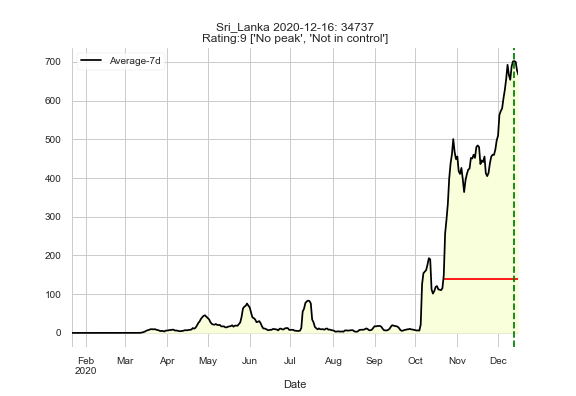 Sri_Lanka 2020-12-16: 34737
Rating:9 ['No peak', 'Not in control']
Average-7d
700
600
500
400
300
200
100
0
Feb Mar Apr May Jun Jul Aug Sep Oct Nov Dec
2020
Date